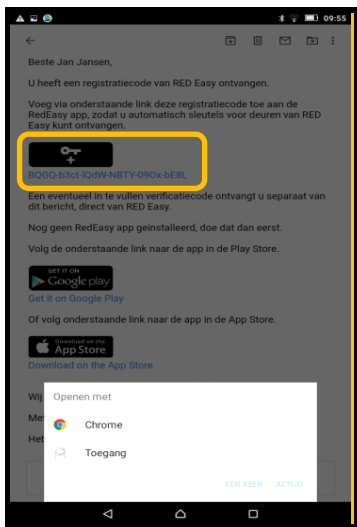 09:55
Beste Jan Jansen,
U heeft een registratiecode van RED Easy ontvangen.
Voeg via onderstaande link deze registratiecode toe aan de
RedEasy app, zodat u automatisch sleutels voor deuren van RED
Easy kunt ontvangen.
BQGQ-b3ct-IQdW-NBTY-09Ox-bE8L
Een eventueel in te vullen verificatiecode ontvangt u separaat van
dit bericht, direct van RED Easy.
Nog geen RedEasy app geinstalleerd, doe dat dan eerst.
Volg de onderstaande link naar de app in de Play Store.
GET IT ON
Google play
Get it on Google Play
Of volg onderstaande link naar de app in de App Store.
Download on the
App Store
Download on the App Store
Wij
Met
Het
Openen met
Chrome
Toegang
EÉN KEER ALTIJD